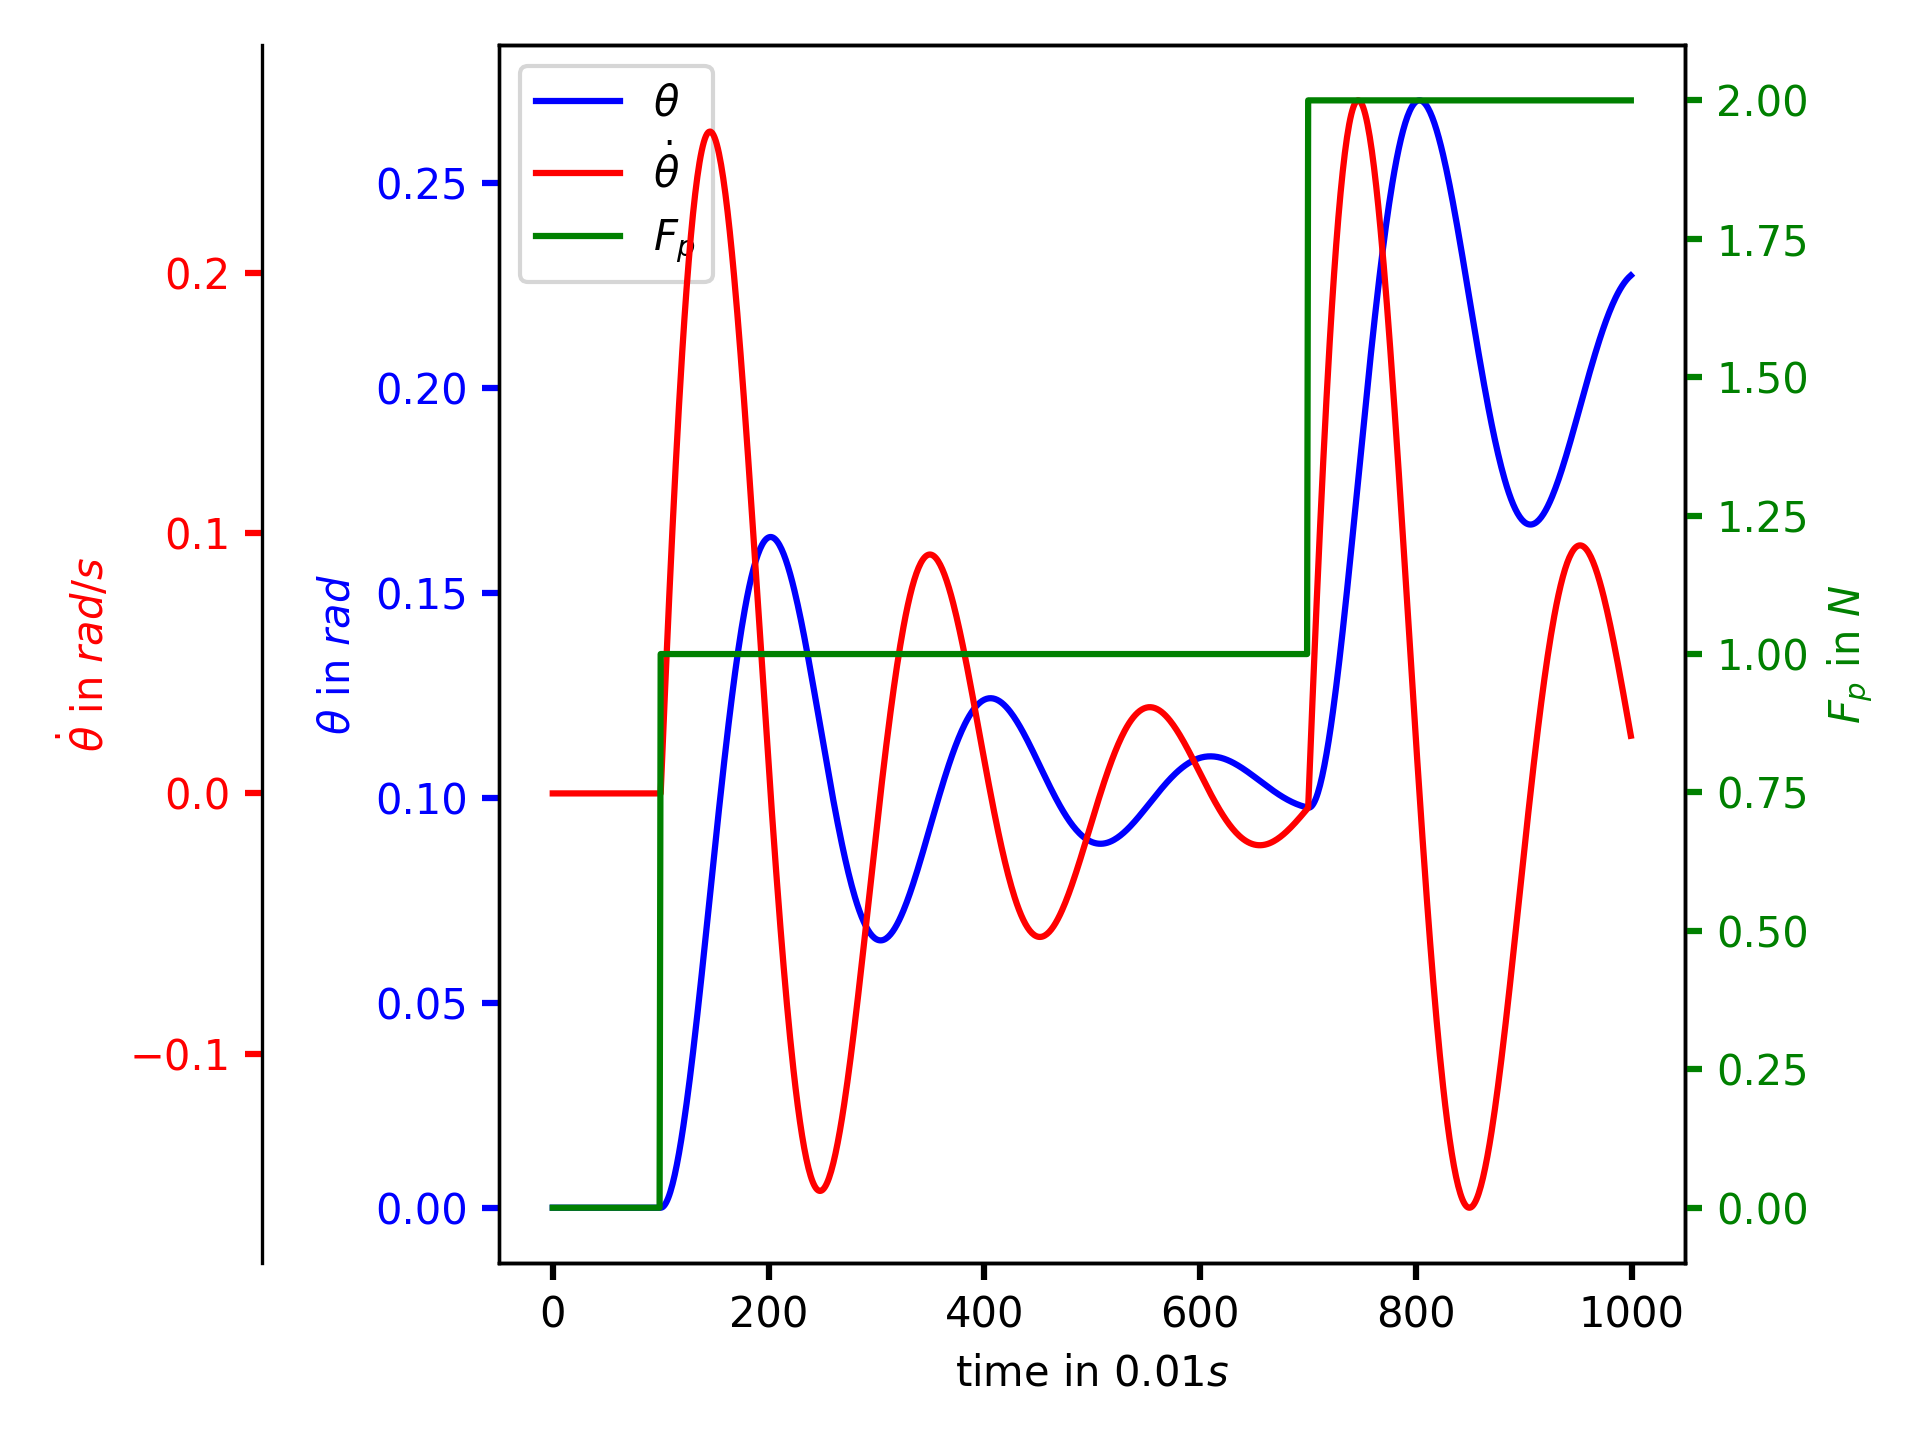 θ
θ̇
F_p
0.2
0.1
0.0
−0.1
θ̇ in rad/s
0.25
0.20
0.15
0.10
0.05
0.00
θ in rad
2.00
1.75
1.50
1.25
1.00
0.75
0.50
0.25
0.00
F_p in N
0 200 400 600 800 1000
time in 0.01s